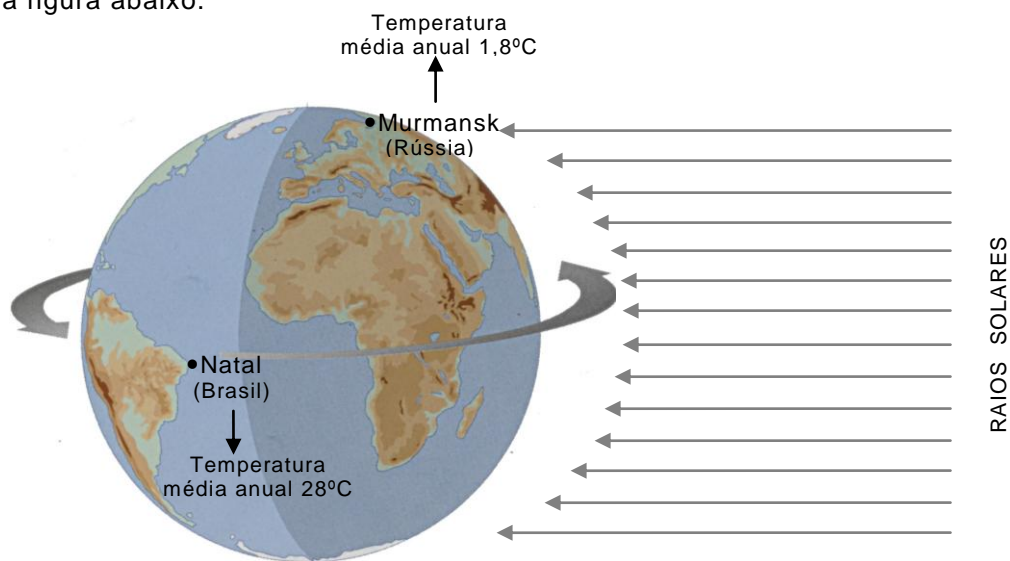 a figura abaixo.
Temperatura
média anual 1,8ºC
Murmansk
(Rússia)
RAIOS SOLARES
Natal
(Brasil)
Temperatura
média anual 28ºC